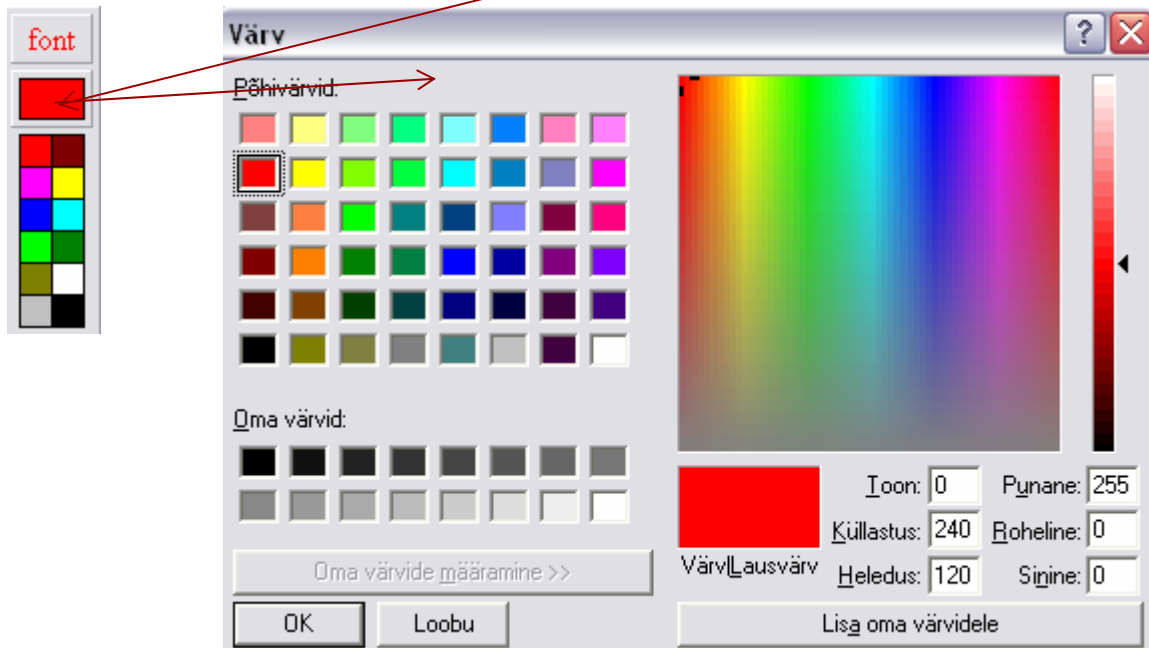 font
Värv
Põhivärvid:
Oma värvid:
Oma värvide määramine >>
OK
Loobu
Värv|Lausvärv
Toon: 0
Punane: 255
Küllastus: 240
Roheline: 0
Heledus: 120
Sinine: 0
Lisa oma värvidele